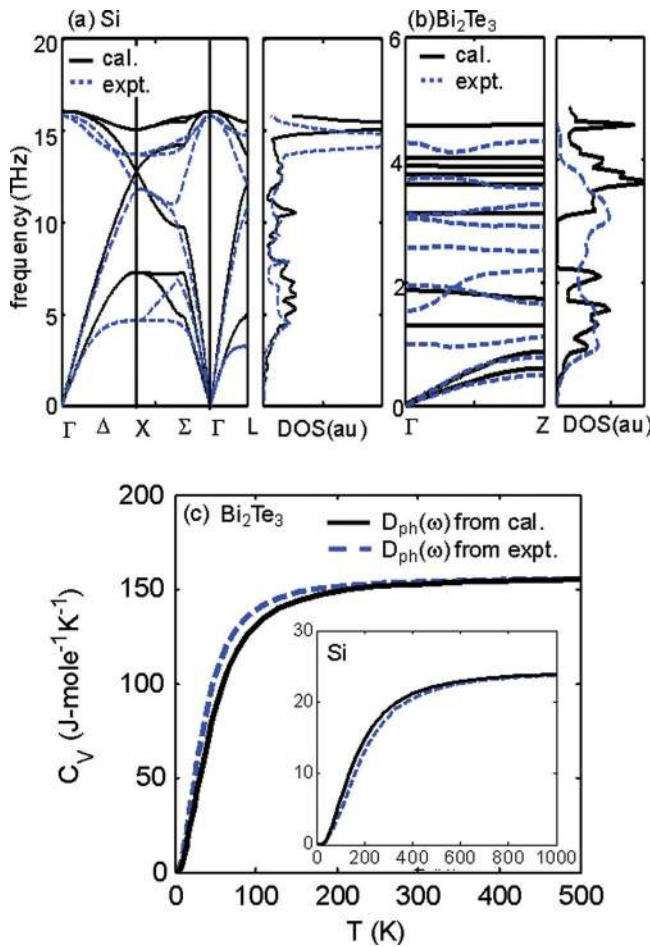 (a) Si
(b)Bi₂Te₃
20
15
10
5
0
frequency (THz)
cal.
expt.
Γ Δ X Σ Γ L
DOS(au)
6
4
2
0
cal.
expt.
Γ Z
DOS(au)
(c) Bi₂Te₃
Dₚₕ(ω) from cal.
Dₚₕ(ω) from expt.
200
150
100
50
0
C_V (J-mole⁻¹K⁻¹)
Si
30
20
10
0
0 200 400 600 800 1000
0 100 200 300 400 500
T (K)